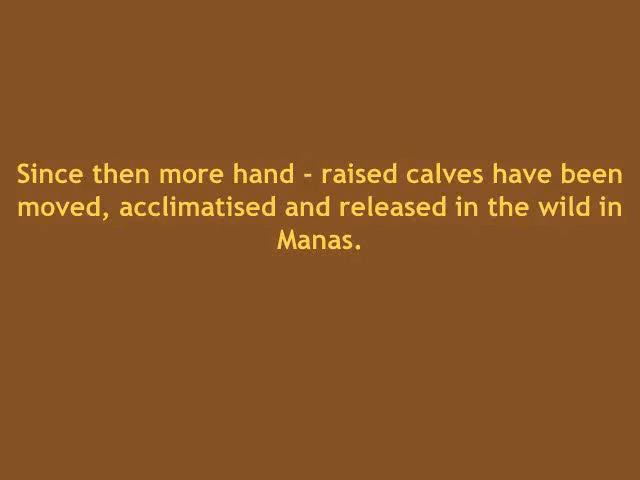 Since then more hand - raised calves have been
moved, acclimatised and released in the wild in
Manas.